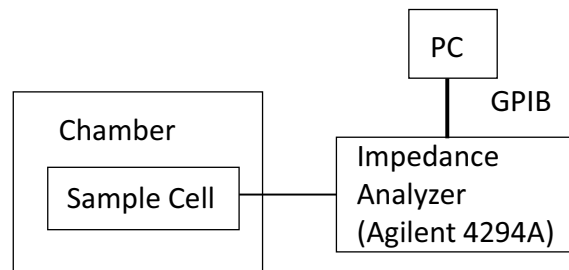 PC
GPIB
Chamber
Sample Cell
Impedance
Analyzer
(Agilent 4294A)